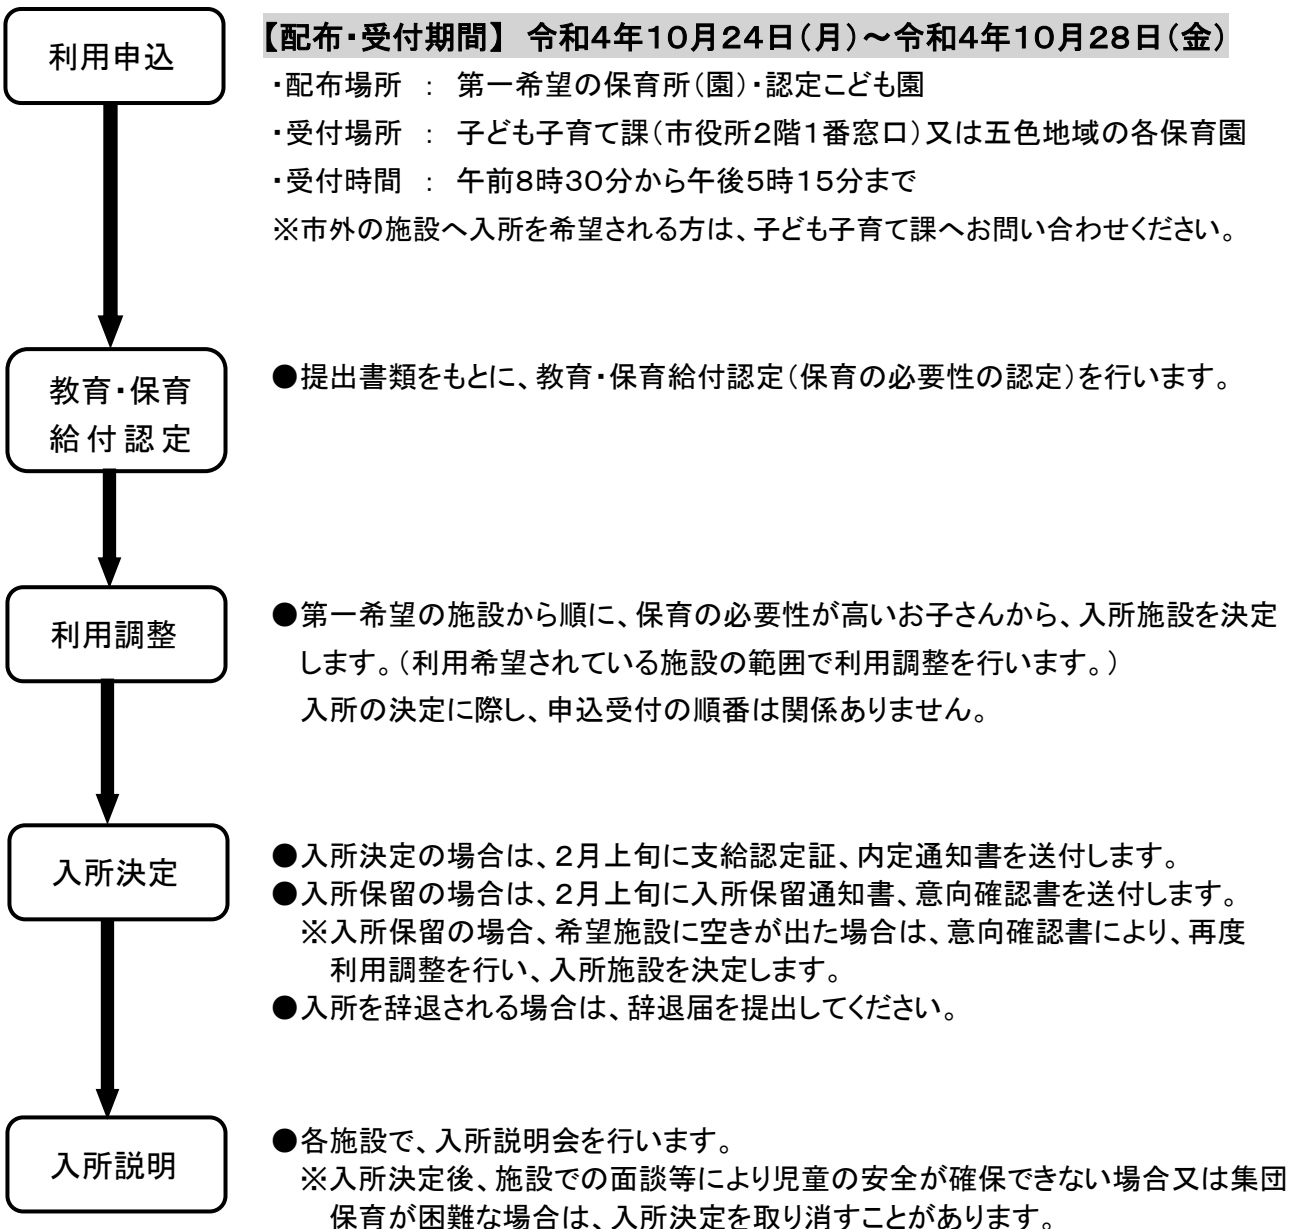 利用申込
【配布・受付期間】 令和4年10月24日(月)~令和4年10月28日(金)
・配布場所 : 第一希望の保育所(園)・認定こども園
・受付場所 : 子ども子育て課(市役所2階1番窓口)又は五色地域の各保育園
・受付時間 : 午前8時30分から午後5時15分まで
※市外の施設へ入所を希望される方は、子ども子育て課へお問い合わせください。
教育・保育
給付認定
●提出書類をもとに、教育・保育給付認定(保育の必要性の認定)を行います。
利用調整
●第一希望の施設から順に、保育の必要性が高いお子さんから、入所施設を決定
します。(利用希望されている施設の範囲で利用調整を行います。)
入所の決定に際し、申込受付の順番は関係ありません。
入所決定
●入所決定の場合は、2月上旬に支給認定証、内定通知書を送付します。
●入所保留の場合は、2月上旬に入所保留通知書、意向確認書を送付します。
※入所保留の場合、希望施設に空きが出た場合は、意向確認書により、再度
利用調整を行い、入所施設を決定します。
●入所を辞退される場合は、辞退届を提出してください。
入所説明
●各施設で、入所説明会を行います。
※入所決定後、施設での面談等により児童の安全が確保できない場合又は集団
保育が困難な場合は、入所決定を取り消すことがあります。